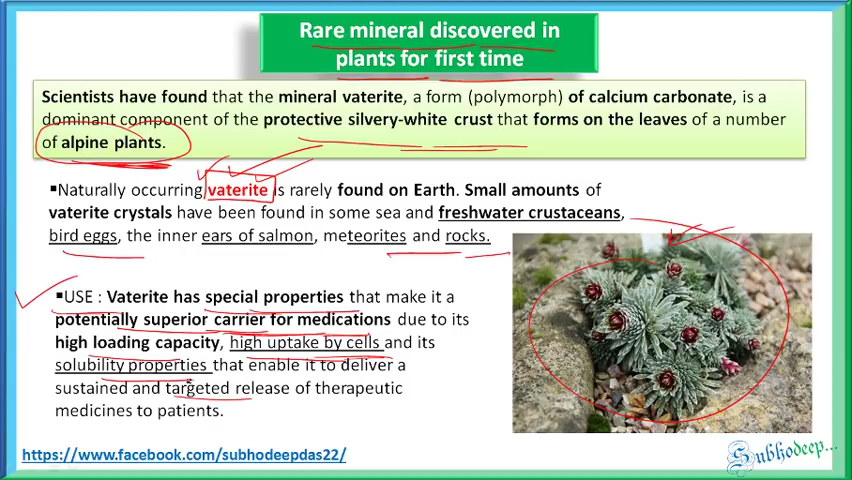 Rare mineral discovered in
plants for first time
Scientists have found that the mineral vaterite, a form (polymorph) of calcium carbonate, is a
dominant component of the protective silvery-white crust that forms on the leaves of a number
of alpine plants.
▪Naturally occurring vaterite is rarely found on Earth. Small amounts of
vaterite crystals have been found in some sea and freshwater crustaceans,
bird eggs, the inner ears of salmon, meteorites and rocks.
▪USE : Vaterite has special properties that make it a
potentially superior carrier for medications due to its
high loading capacity, high uptake by cells and its
solubility properties that enable it to deliver a
sustained and targeted release of therapeutic
medicines to patients.
https://www.facebook.com/subhodeepdas22/
Subhodeep...